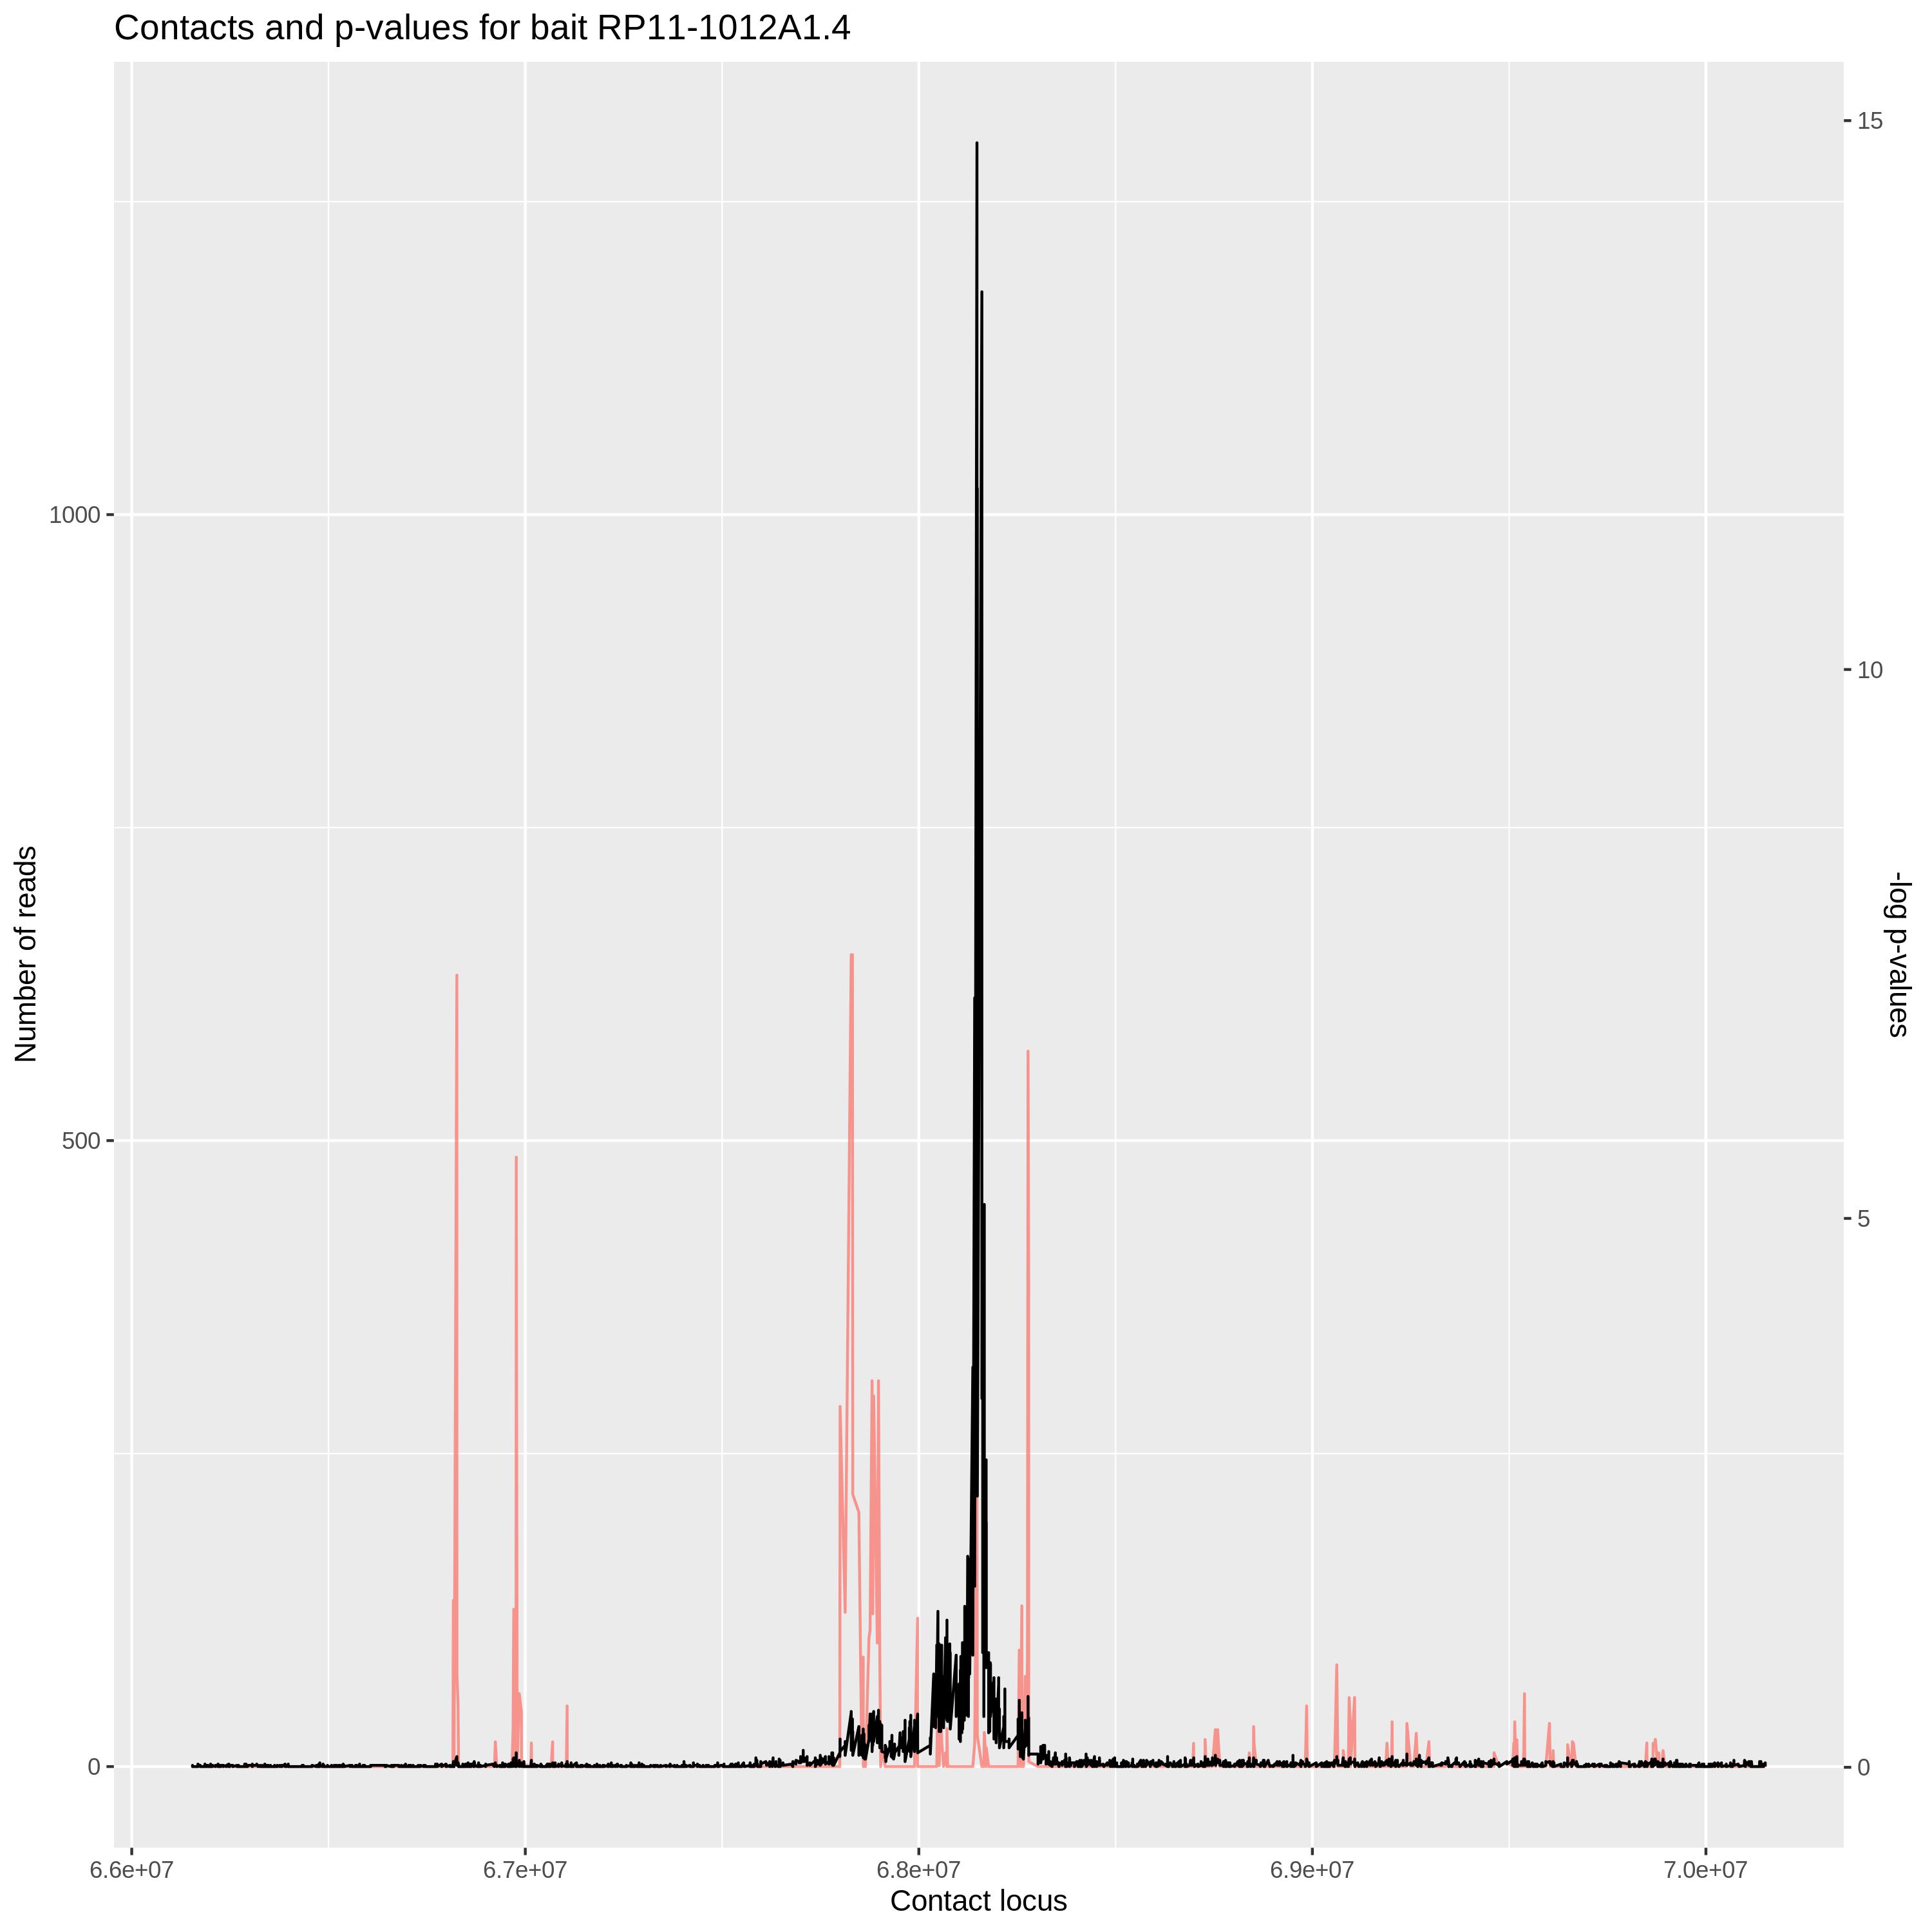 Contacts and p-values for bait RP11-1012A1.4
15
1000
10
Number of reads
-log p-values
500
5
0
0
6.6e+07
6.7e+07
6.8e+07
6.9e+07
7.0e+07
Contact locus